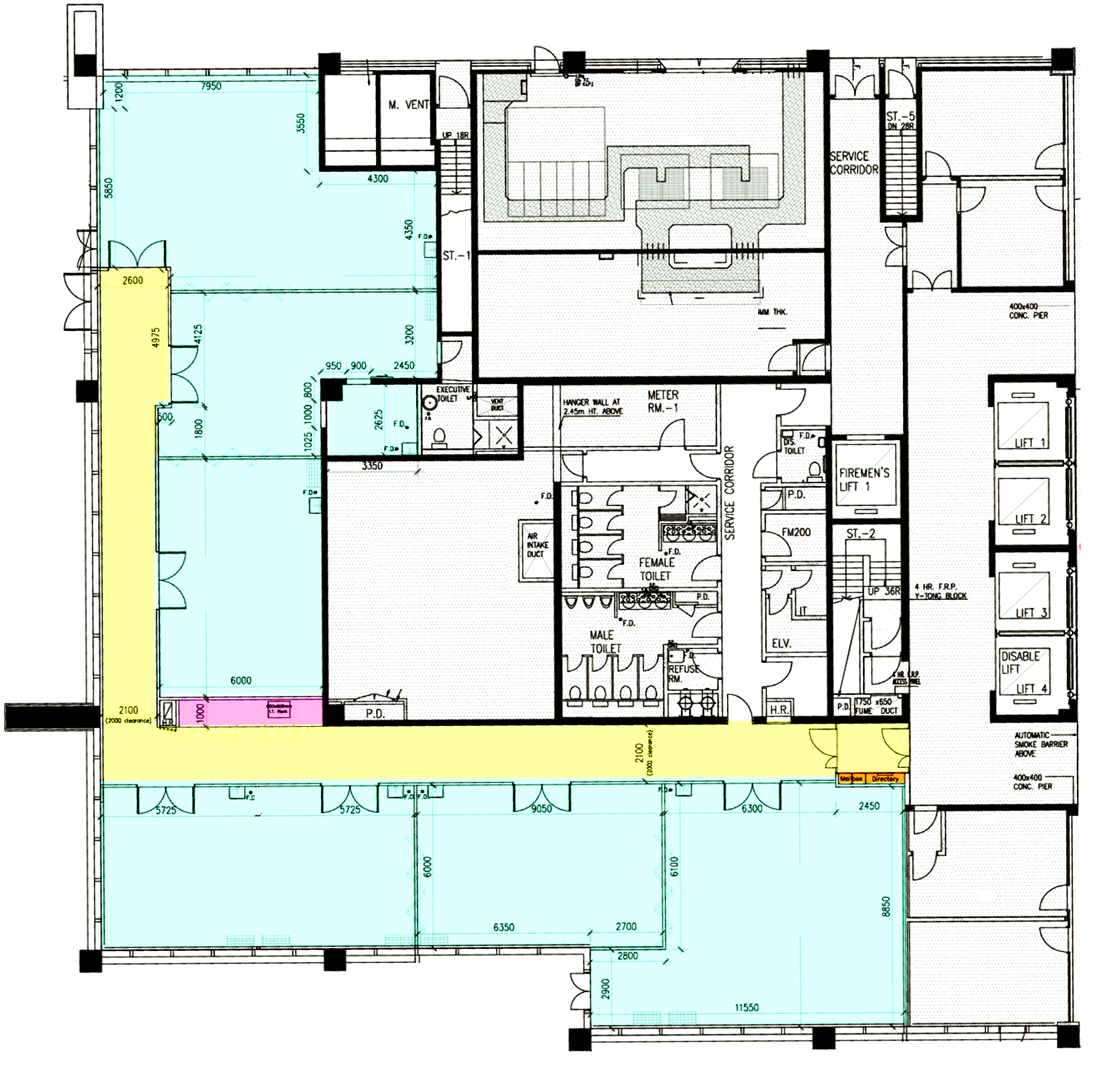 7950
1200
3550
M. VENT
UP 18R
ST.-5
DN 28R
SERVICE
CORRIDOR
4300
5850
4350
F.D.
ST.-1
2600
400x400
CONC. PIER
4975
4125
3200
IMM THK.
950
900
2450
EXECUTIVE
TOILET
VENT
DUCT
HANGER WALL AT
2.45m HT. ABOVE
METER
RM.-1
800
1000
1025
500
1800
2625
F.D.
F.D.
DIS.
TOILET
F.D.
LIFT 1
3350
FIREMEN'S
LIFT 1
SERVICE CORRIDOR
F.D.
F.D.
P.D.
LIFT 2
AIR
INTAKE
DUCT
FM200
ST.-2
F.D.
FEMALE
TOILET
4 HR. F.R.P.
Y-TONG BLOCK
UP 36R
P.D.
IT
LIFT 3
F.D.
MALE
TOILET
ELV.
REFUSE
RM.
F.D.
DISABLE
LIFT
LIFT 4
6000
2100
(2000 clearance)
H.R.
1000
P.D.
H.R.
P.D.
1750 x650
FUME DUCT
AUTOMATIC
SMOKE BARRIER
ABOVE
2100
(2000 clearance)
400x400
CONC. PIER
Mailbox
Directory
5725
F.D.
5725
F.D.
F.D.
9050
F.D.
6300
2450
6000
6100
8850
6350
2700
2800
2900
11550